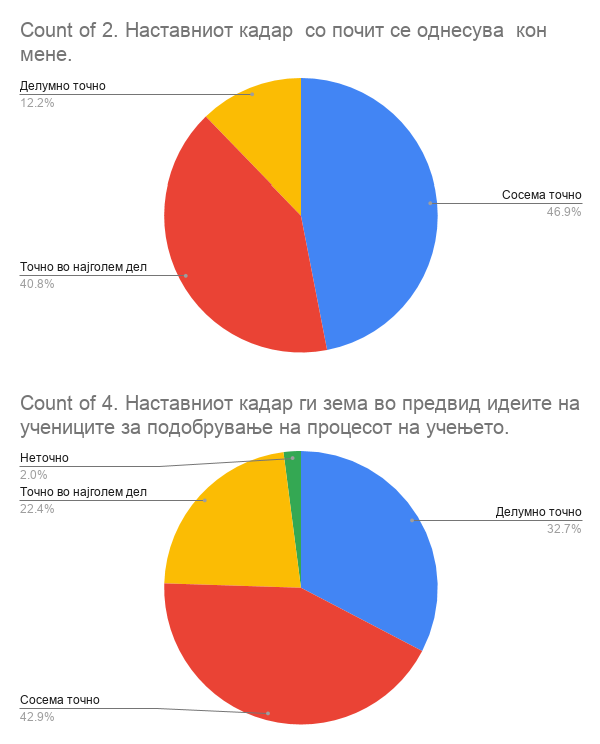 Count of 2. Наставниот кадар  со почит се однесува  кон
мене.
Делумно точно
12.2%
Сосема точно
46.9%
Точно во најголем дел
40.8%
Count of 4. Наставниот кадар ги зема во предвид идеите на
учениците за подобрување на процесот на учењето.
Неточно
2.0%
Точно во најголем дел
22.4%
Делумно точно
32.7%
Сосема точно
42.9%